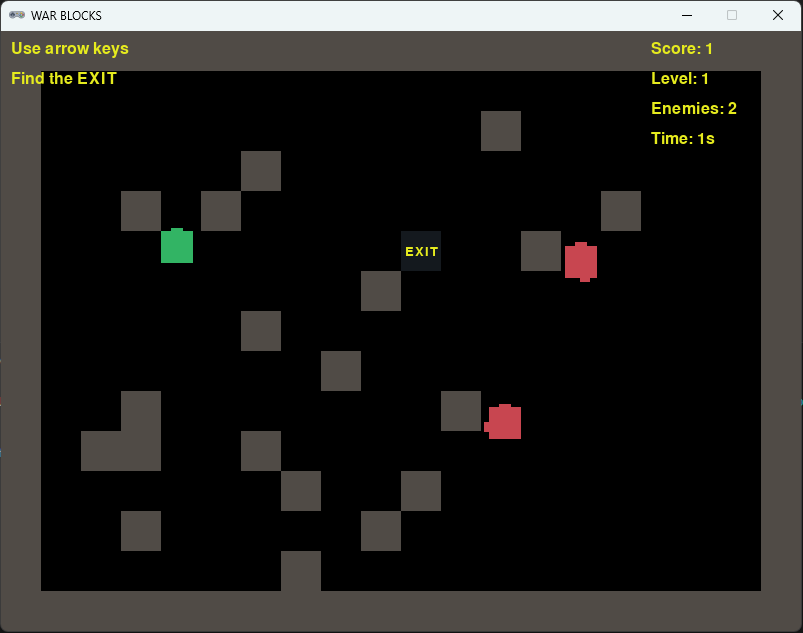 WAR BLOCKS
Use arrow keys
Find the EXIT
Score: 1
Level: 1
Enemies: 2
Time: 1s
EXIT